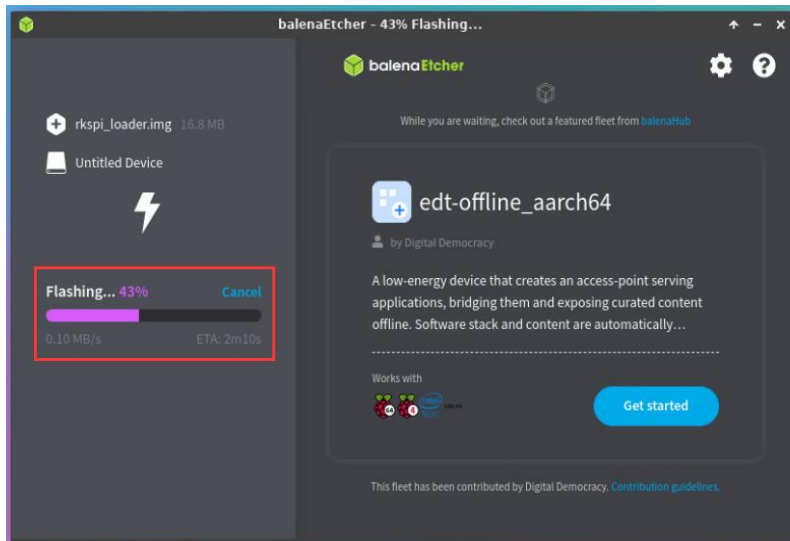 balenaEtcher - 43% Flashing...
balenaEtcher
rkspi_loader.img 16.8 MB
While you are waiting, check out a featured fleet from balenaHub
Untitled Device
edt-offline_aarch64
by Digital Democracy
Flashing... 43% Cancel
0.10 MB/s ETA: 2m10s
A low-energy device that creates an access-point serving
applications, bridging them and exposing curated content
offline. Software stack and content are automatically...
Works with
64
4
Get started
This fleet has been contributed by Digital Democracy. Contribution guidelines.